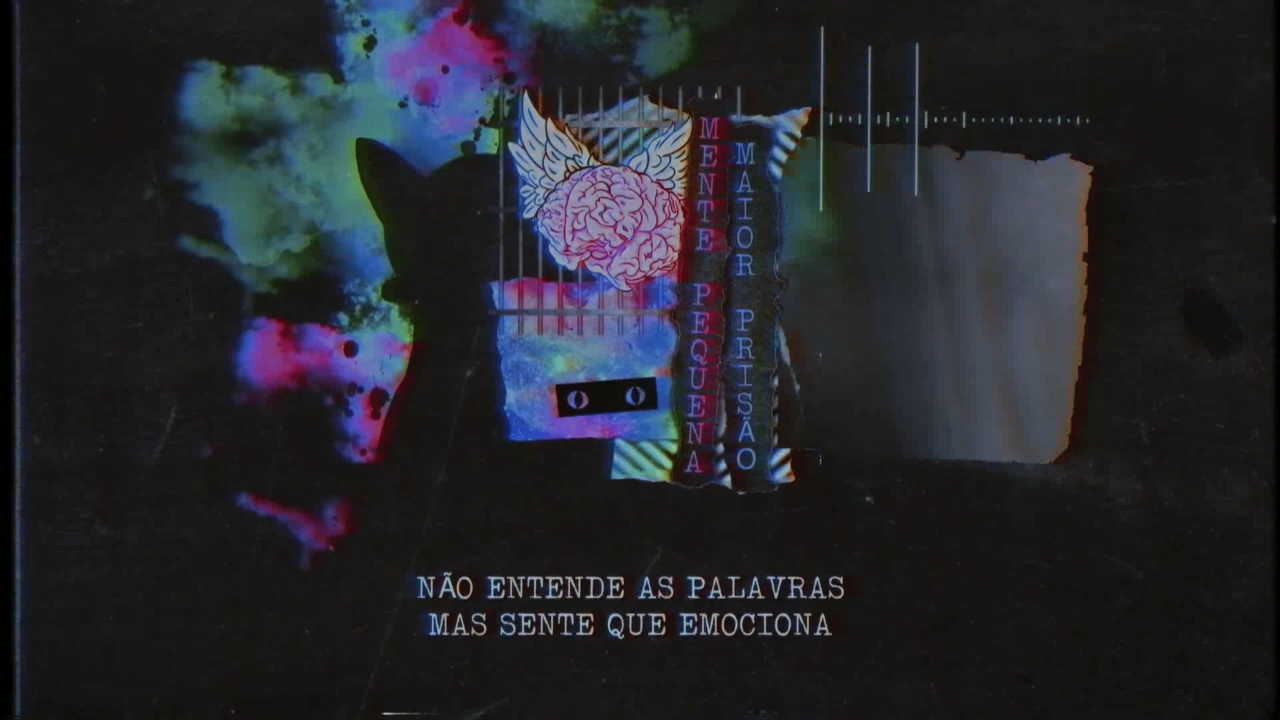 MENTE PEQUENA
MAIOR PRISÃO
NÃO ENTENDE AS PALAVRAS
MAS SENTE QUE EMOCIONA